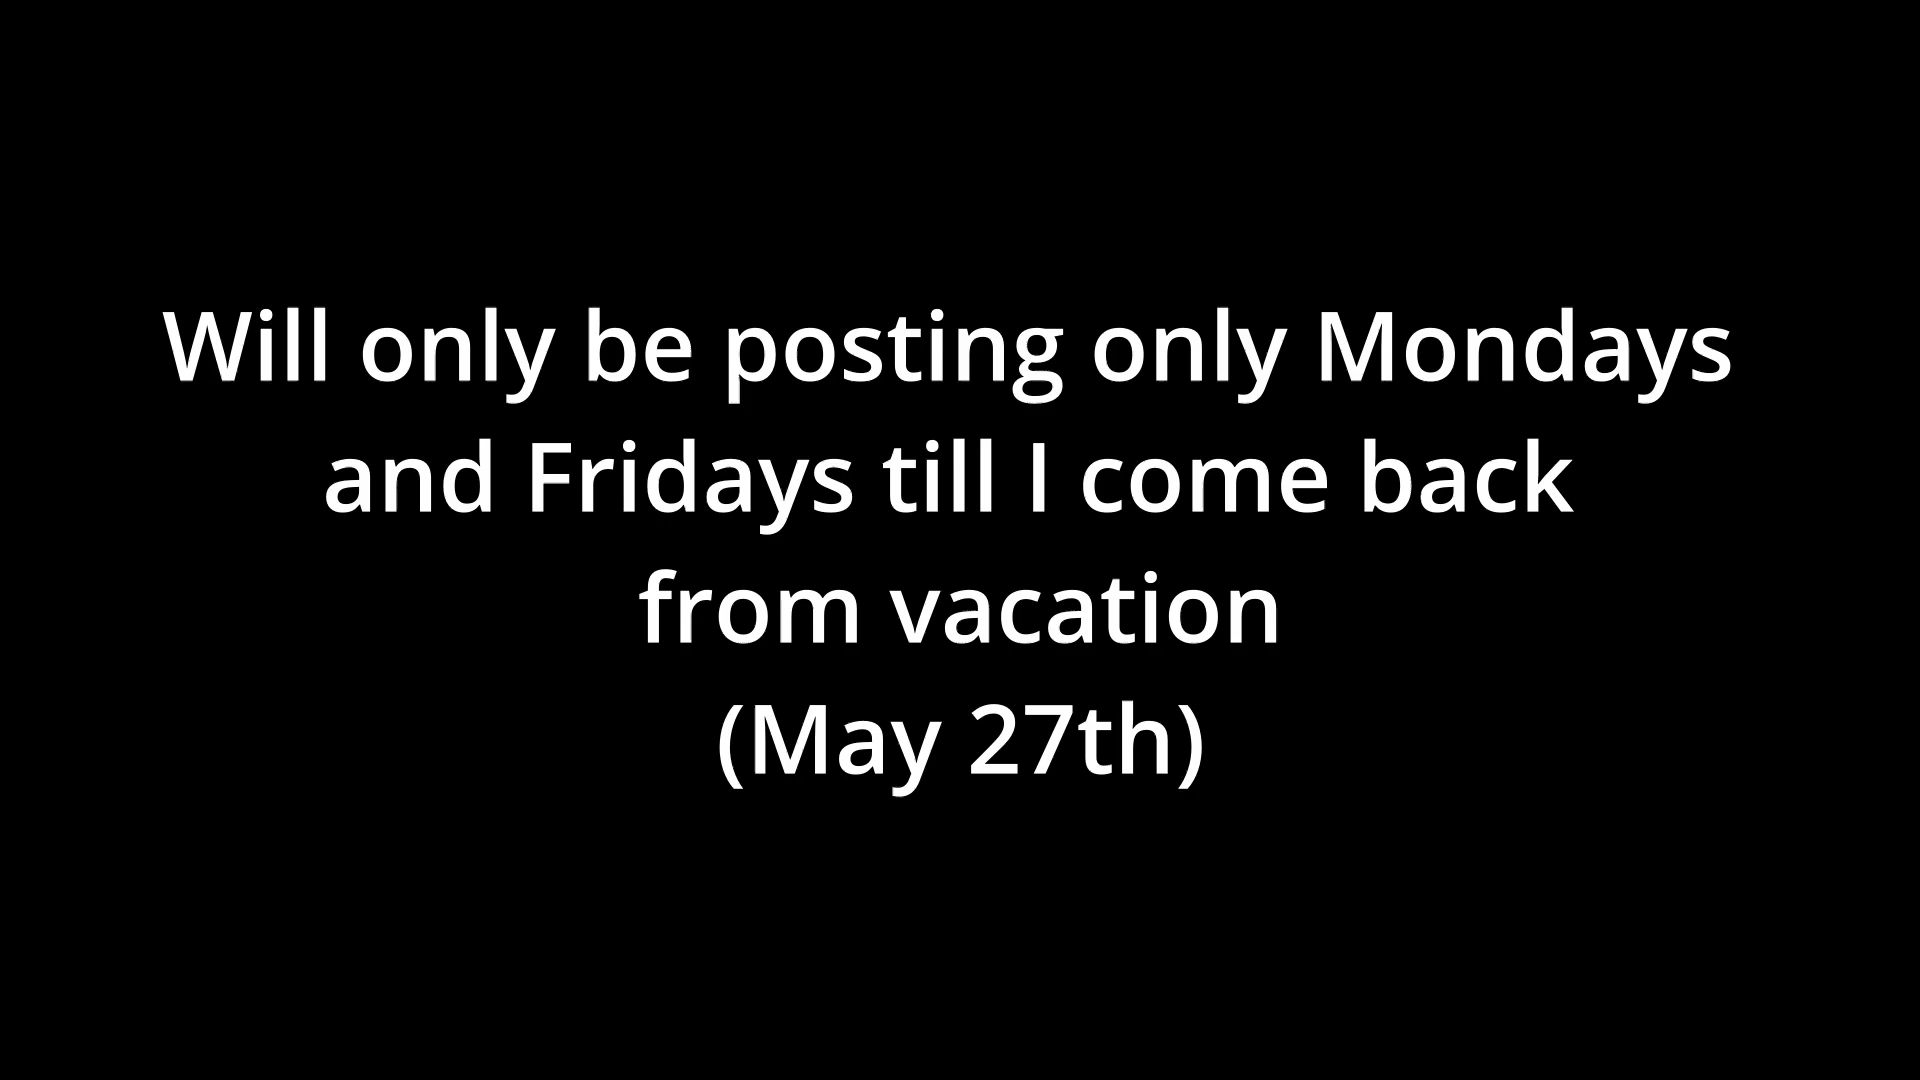 Will only be posting only Mondays
and Fridays till I come back
from vacation
(May 27th)